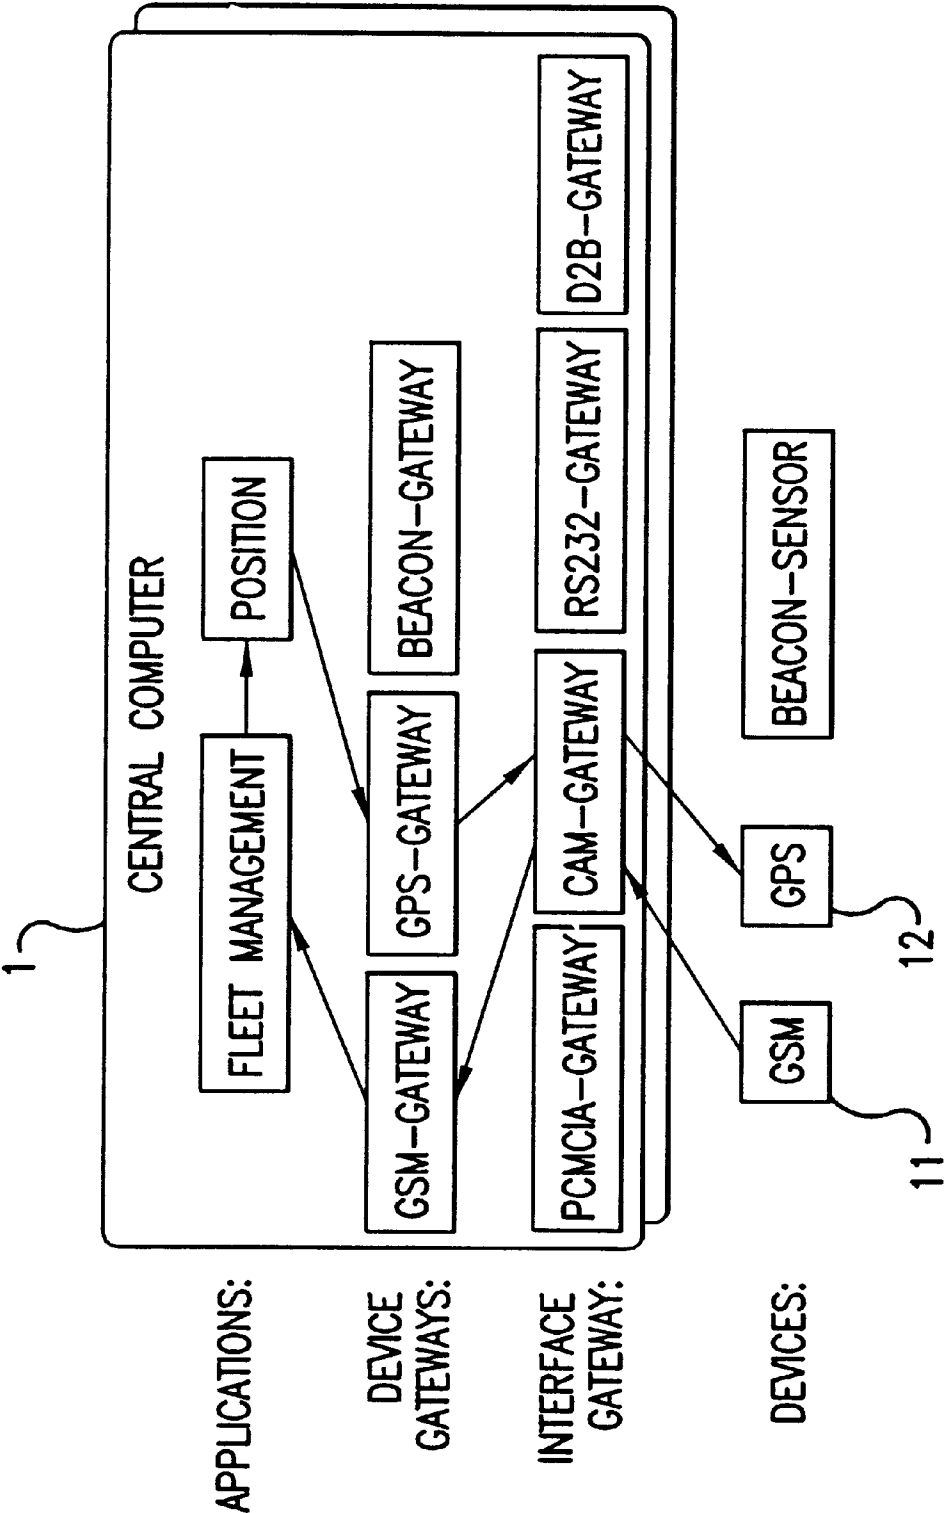 1
CENTRAL COMPUTER
APPLICATIONS:
FLEET MANAGEMENT
POSITION
DEVICE
GATEWAYS:
GSM-GATEWAY
GPS-GATEWAY
BEACON-GATEWAY
INTERFACE
GATEWAY:
PCMCIA-GATEWAY
CAM-GATEWAY
RS232-GATEWAY
D2B-GATEWAY
DEVICES:
GSM
GPS
BEACON-SENSOR
11
12